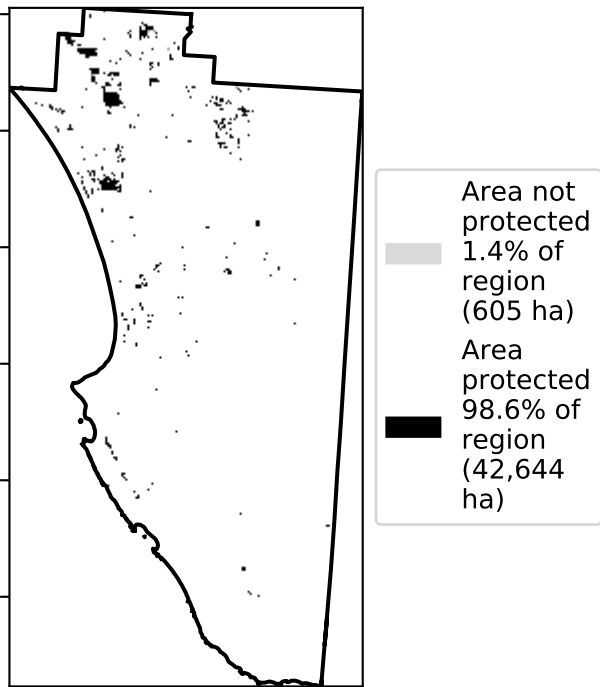 Area not
protected
1.4% of
region
(605 ha)
Area
protected
98.6% of
region
(42,644
ha)